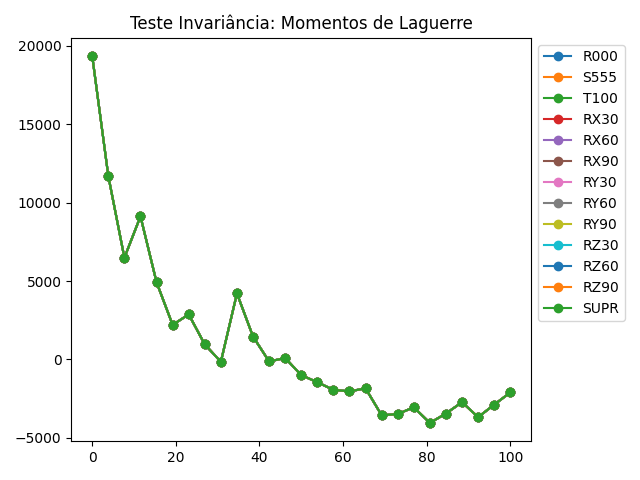 Teste Invariância: Momentos de Laguerre
20000
15000
10000
5000
0
−5000
0 20 40 60 80 100
R000
S555
T100
RX30
RX60
RX90
RY30
RY60
RY90
RZ30
RZ60
RZ90
SUPR